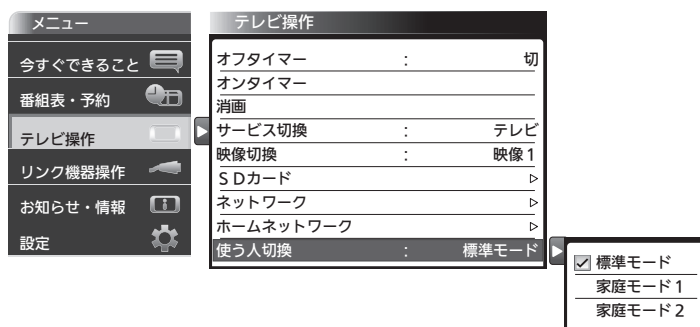 メニュー
今すぐできること
番組表・予約
テレビ操作
リンク機器操作
お知らせ・情報
設定
テレビ操作
オフタイマー : 切
オンタイマー
消画
サービス切換 : テレビ
映像切換 : 映像1
SDカード
ネットワーク
ホームネットワーク
使う人切換 : 標準モード
標準モード
家庭モード1
家庭モード2